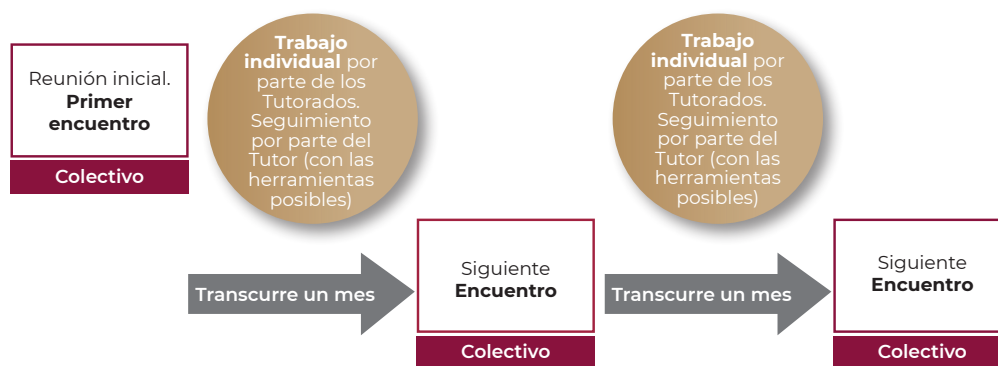 Reunión inicial.
Primer
encuentro
Colectivo
Trabajo
individual por
parte de los
Tutorados.
Seguimiento
por parte del
Tutor (con las
herramientas
posibles)
Transcurre un mes
Siguiente
Encuentro
Colectivo
Trabajo
individual por
parte de los
Tutorados.
Seguimiento
por parte del
Tutor (con las
herramientas
posibles)
Transcurre un mes
Siguiente
Encuentro
Colectivo